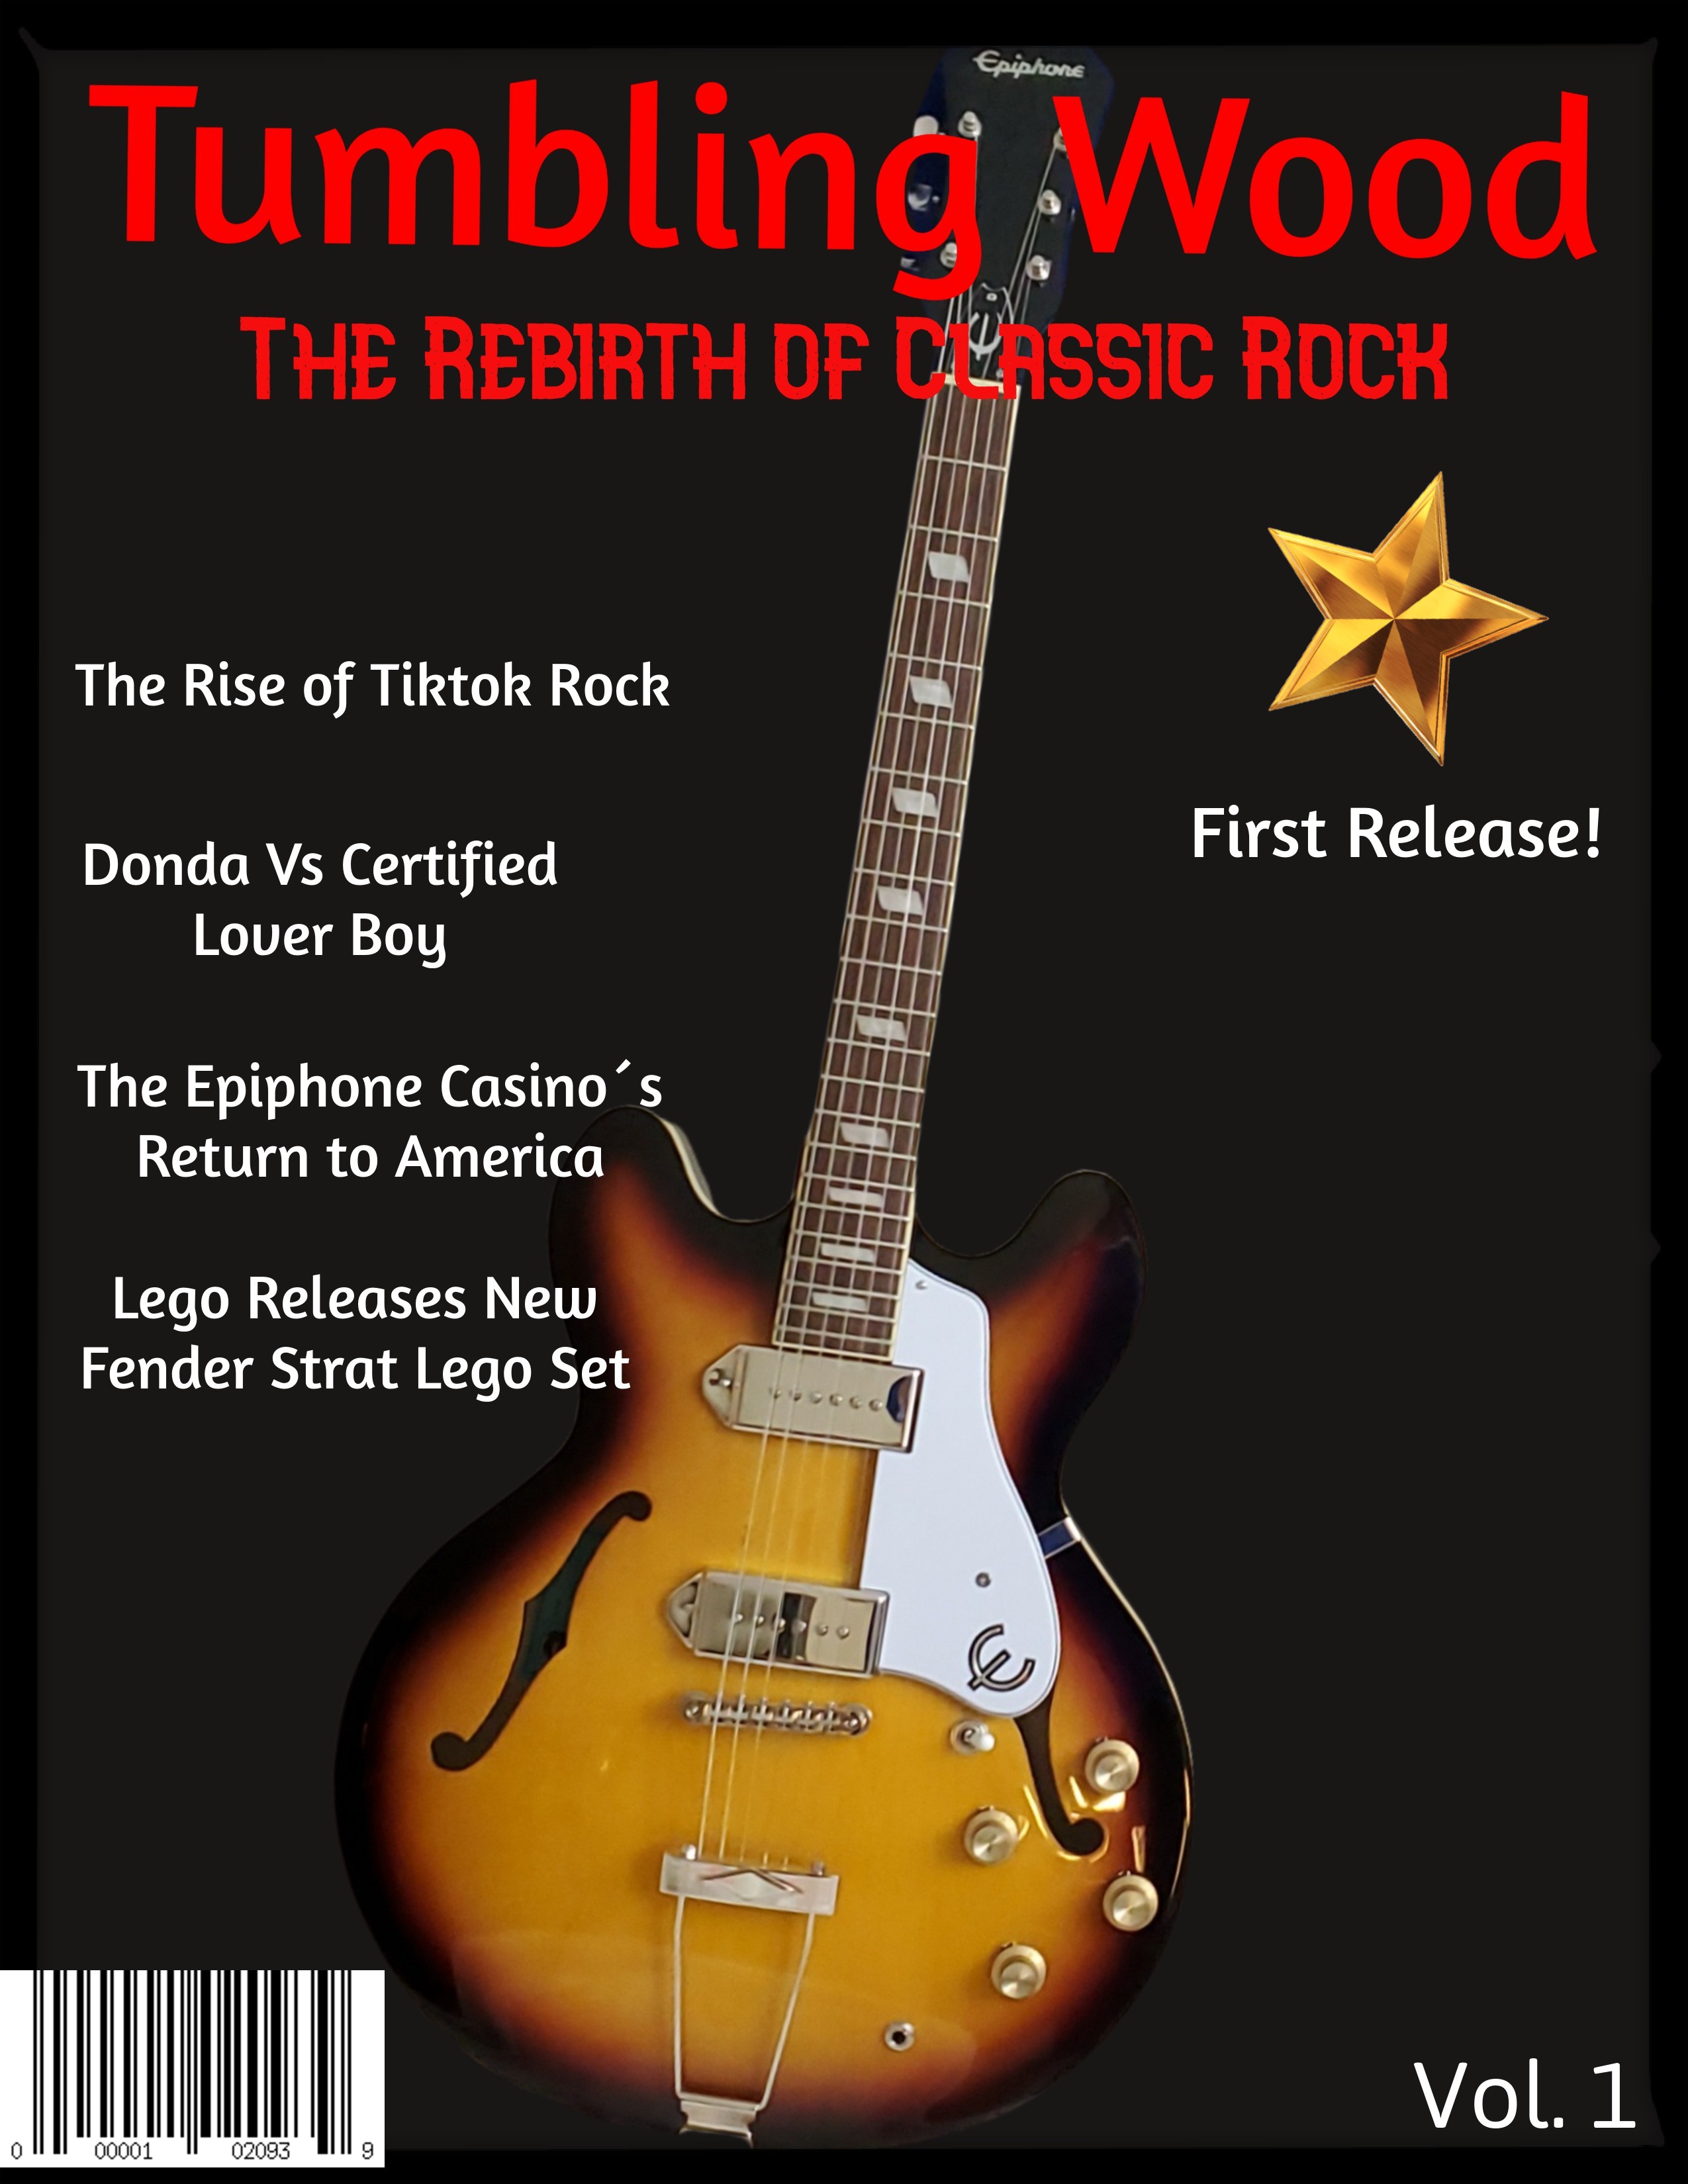 Epiphone
Tumbling Wood
The Rebirth of Classic Rock
The Rise of Tiktok Rock
First Release!
Donda Vs Certified
Lover Boy
The Epiphone Casino´s
Return to America
Lego Releases New
Fender Strat Lego Set
Vol. 1
0 00001 02093 9